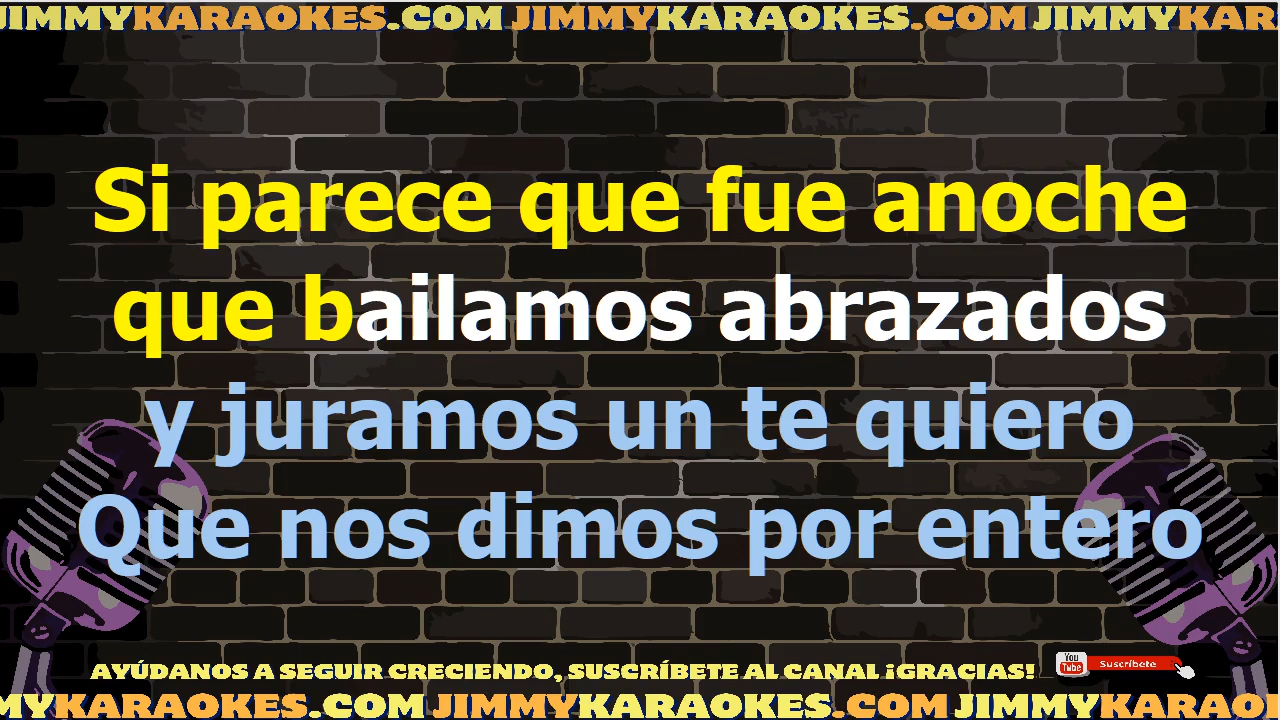 JIMMYKARAOKES.COM JIMMYKARAOKES.COM JIMMYKAR
Si parece que fue anoche
que bailamos abrazados
y juramos un te quiero
Que nos dimos por entero
AYÚDANOS A SEGUIR CRECIENDO, SUSCRÍBETE AL CANAL ¡GRACIAS!
You Tube Suscríbete
MYKARAOKES.COM JIMMYKARAOKES.COM JIMMYKARAO